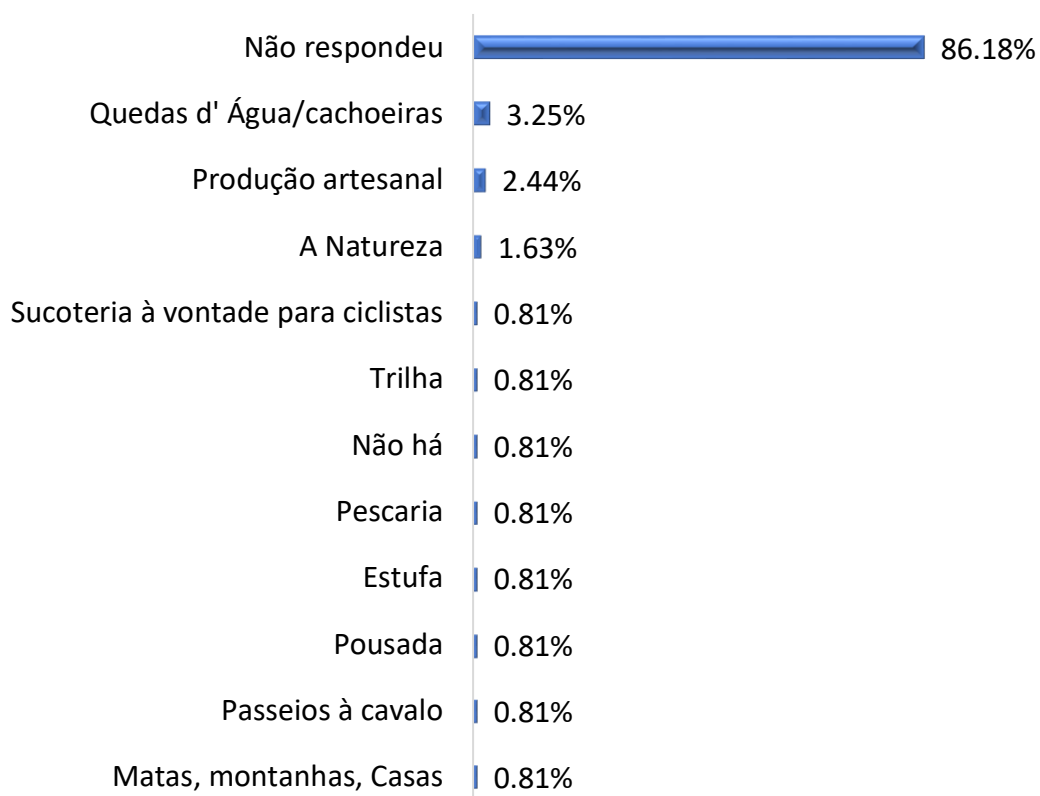 Não respondeu 86.18%
Quedas d' Água/cachoeiras 3.25%
Produção artesanal 2.44%
A Natureza 1.63%
Sucoteria à vontade para ciclistas 0.81%
Trilha 0.81%
Não há 0.81%
Pescaria 0.81%
Estufa 0.81%
Pousada 0.81%
Passeios à cavalo 0.81%
Matas, montanhas, Casas 0.81%